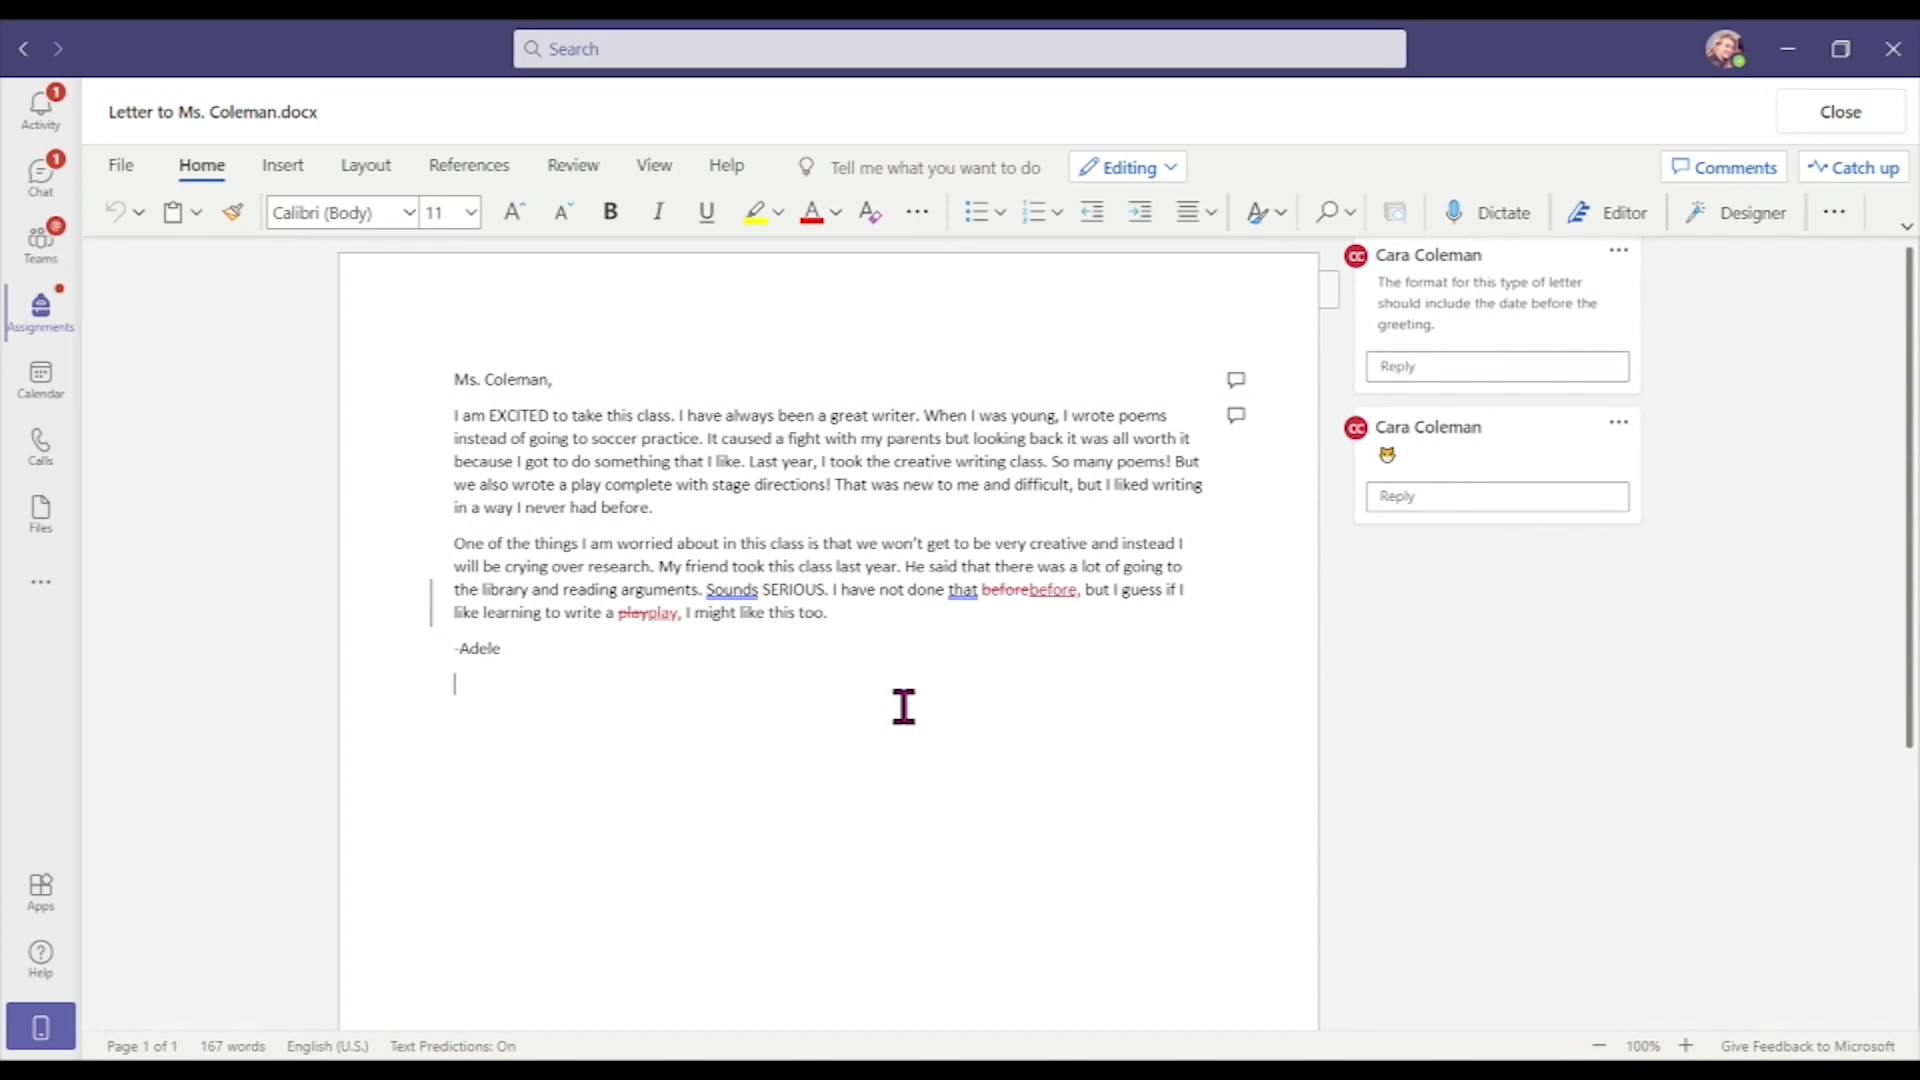 Search
Letter to Ms. Coleman.docx
Close
1
Activity
1
Chat
Teams
Assignments
Calendar
Calls
Files
Apps
Help
File Home Insert Layout References Review View Help Tell me what you want to do Editing Comments Catch up
Calibri (Body) 11 A A B I U A A Dictate Editor Designer
Ms. Coleman,
I am EXCITED to take this class. I have always been a great writer. When I was young, I wrote poems
instead of going to soccer practice. It caused a fight with my parents but looking back it was all worth it
because I got to do something that I like. Last year, I took the creative writing class. So many poems! But
we also wrote a play complete with stage directions! That was new to me and difficult, but I liked writing
in a way I never had before.
One of the things I am worried about in this class is that we won't get to be very creative and instead I
will be crying over research. My friend took this class last year. He said that there was a lot of going to
the library and reading arguments. Sounds SERIOUS. I have not done that beforebefore, but I guess if I
like learning to write a playplay, I might like this too.
-Adele
CC Cara Coleman
The format for this type of letter
should include the date before the
greeting.
Reply
CC Cara Coleman
Reply
Page 1 of 1 167 words English (U.S.) Text Predictions: On 100% Give Feedback to Microsoft